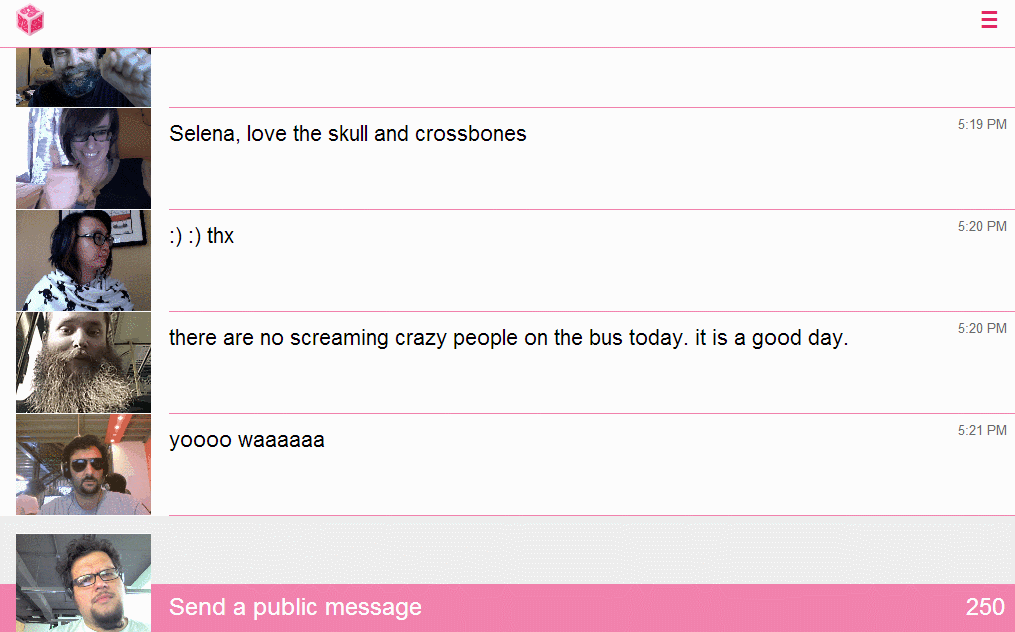 Selena, love the skull and crossbones
5:19 PM
:) :) thx
5:20 PM
there are no screaming crazy people on the bus today. it is a good day.
5:20 PM
yoooo waaaaaa
5:21 PM
Send a public message
250